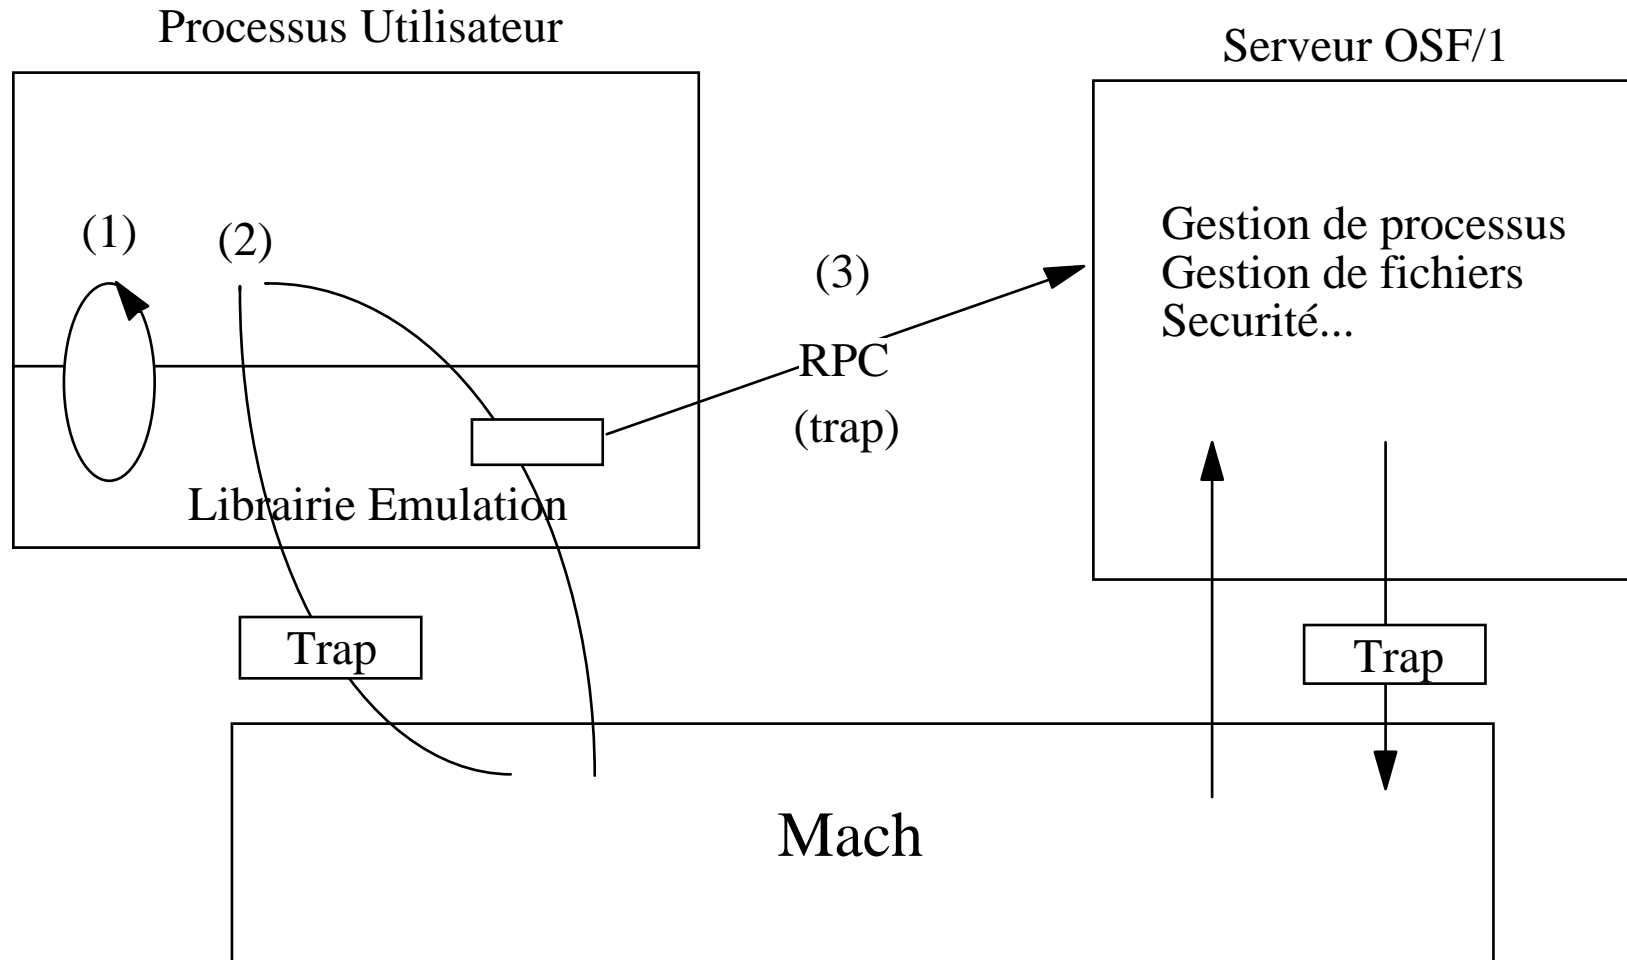 Processus Utilisateur
Serveur OSF/1
(1)
(2)
(3)
RPC
(trap)
Gestion de processus
Gestion de fichiers
Securité...
Librairie Emulation
Trap
Trap
Mach